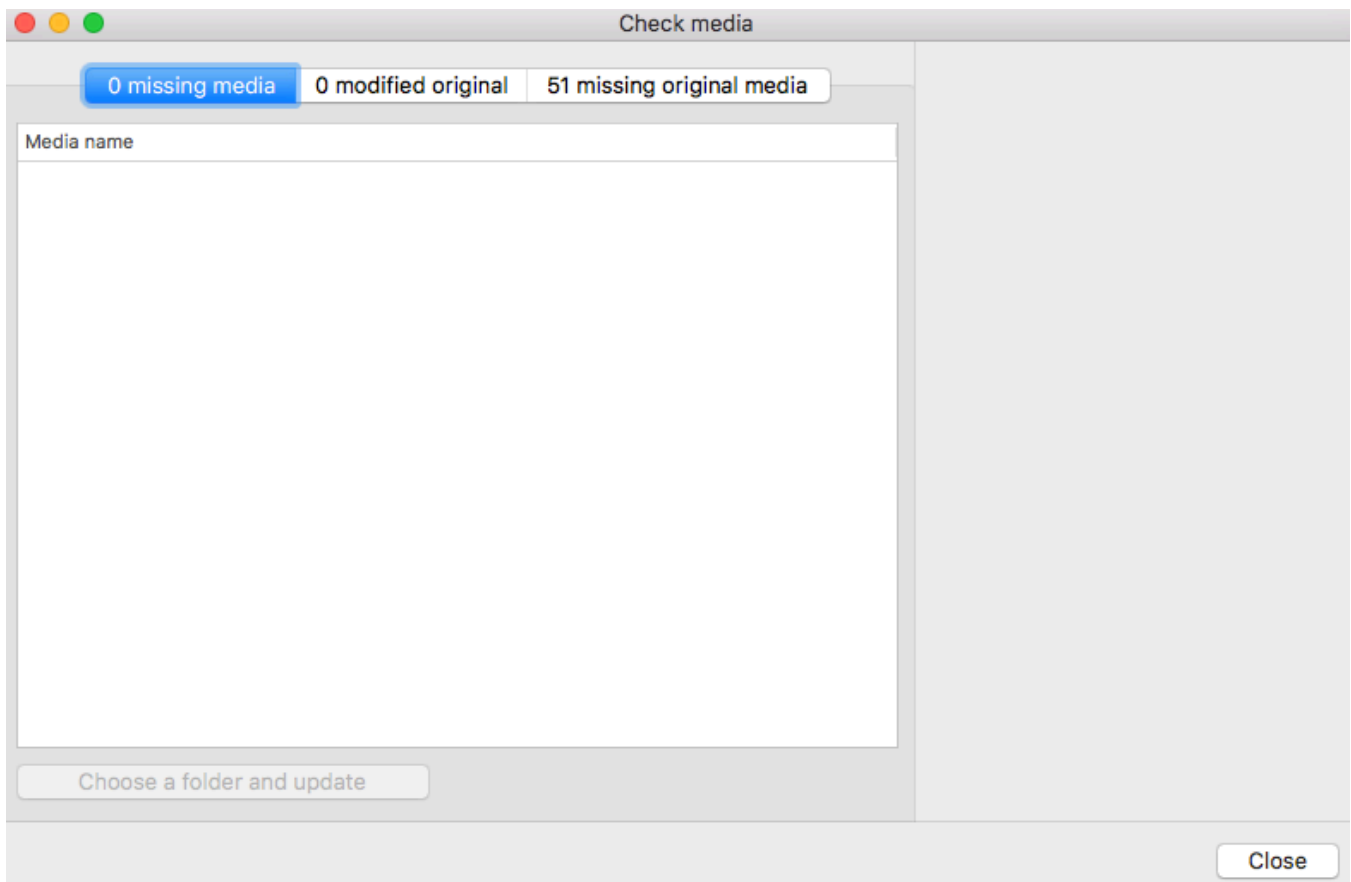 Check media
0 missing media 0 modified original 51 missing original media
Media name
Choose a folder and update
Close